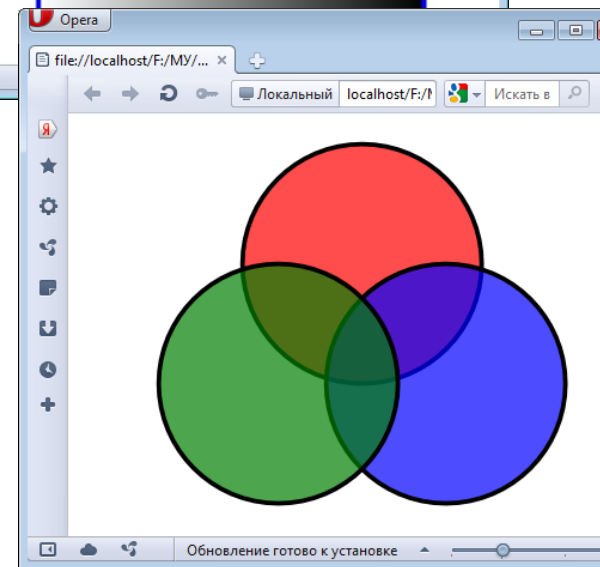 Opera
file://localhost/F:/МУ/...
Локальный localhost/F:/М Искать в
Я
Обновление готово к установке